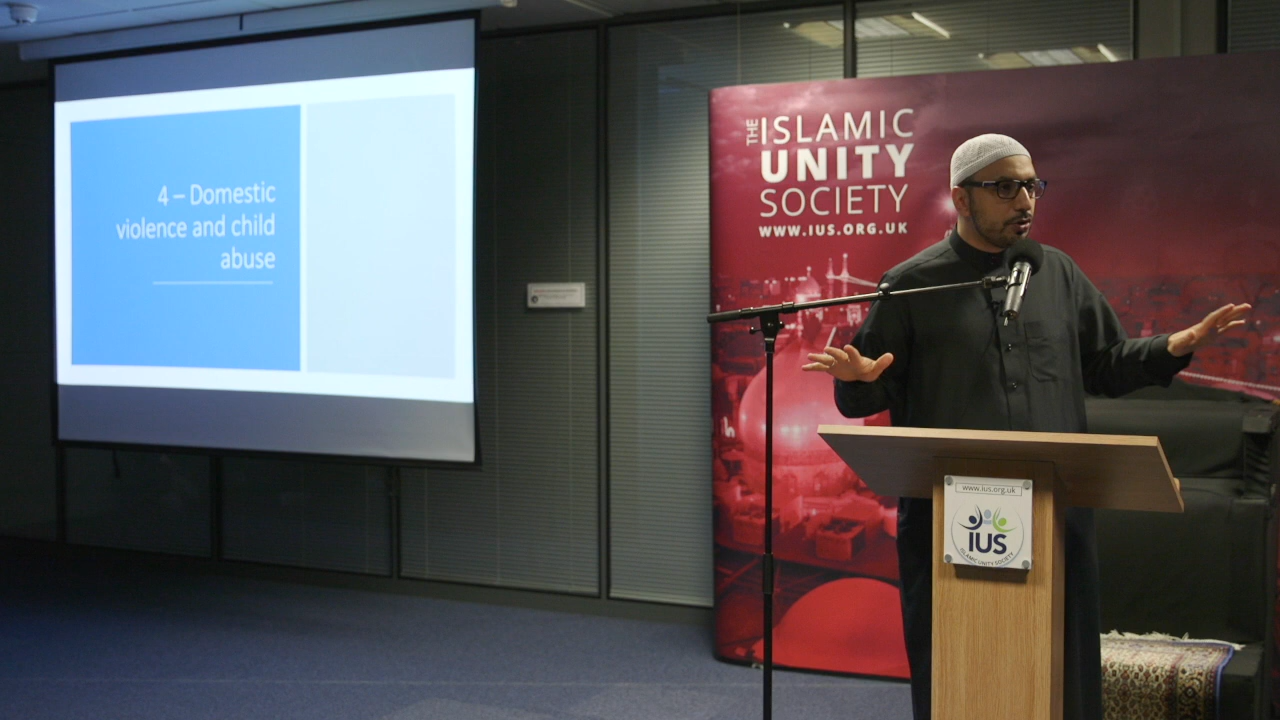 4 – Domestic
violence and child
abuse
THE ISLAMIC
UNITY
SOCIETY
WWW.IUS.ORG.UK
www.ius.org.uk
IUS
ISLAMIC UNITY SOCIETY